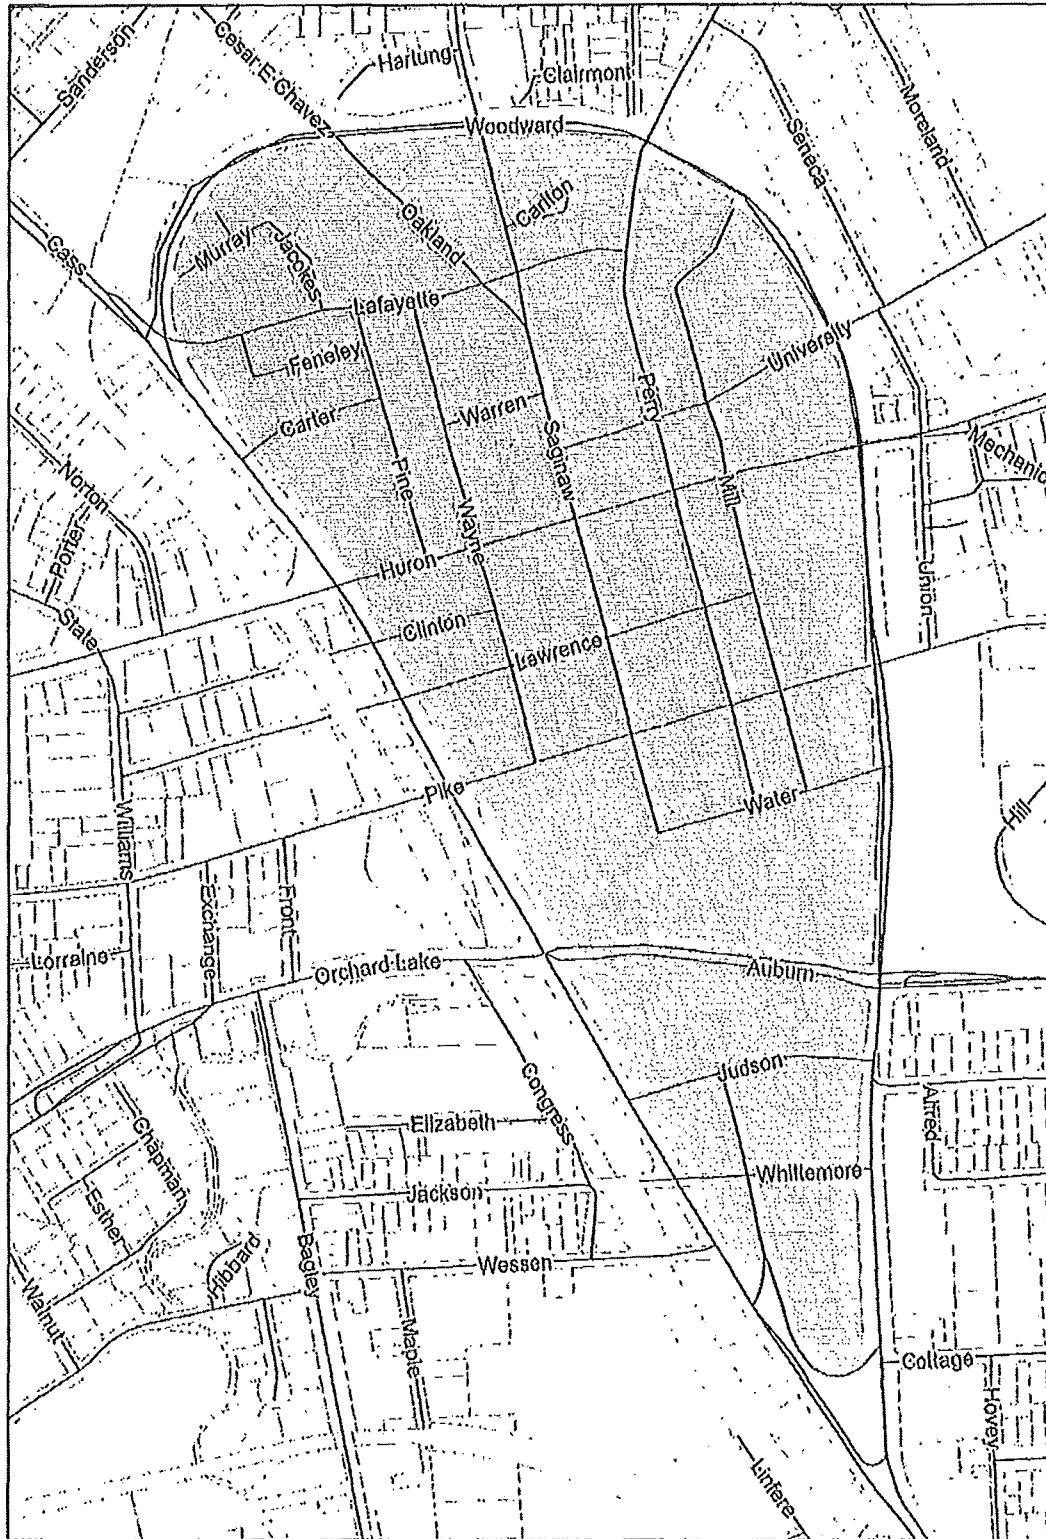 Sanderson
Cesar E Chavez
Hartung
Clairmont
Moreland
Woodward
Seneca
Cass
Murray
Jacokes
Oakland
Carlton
Lafayette
University
Feneley
Perry
Warren
Carter
Saginaw
Mechanic
Norton
Pine
Mill
Wayne
Porter
Huron
Union
State
Clinton
Lawrence
Pike
Water
Williams
Hill
Exchange
Front
Lorraine
Orchard Lake
Auburn
Judson
Congress
Alfred
Elizabeth
Chapman
Whittemore
Jackson
Esther
Hibbard
Bagley
Wessen
Walnut
Maple
Cottage
Hovey
Linfere